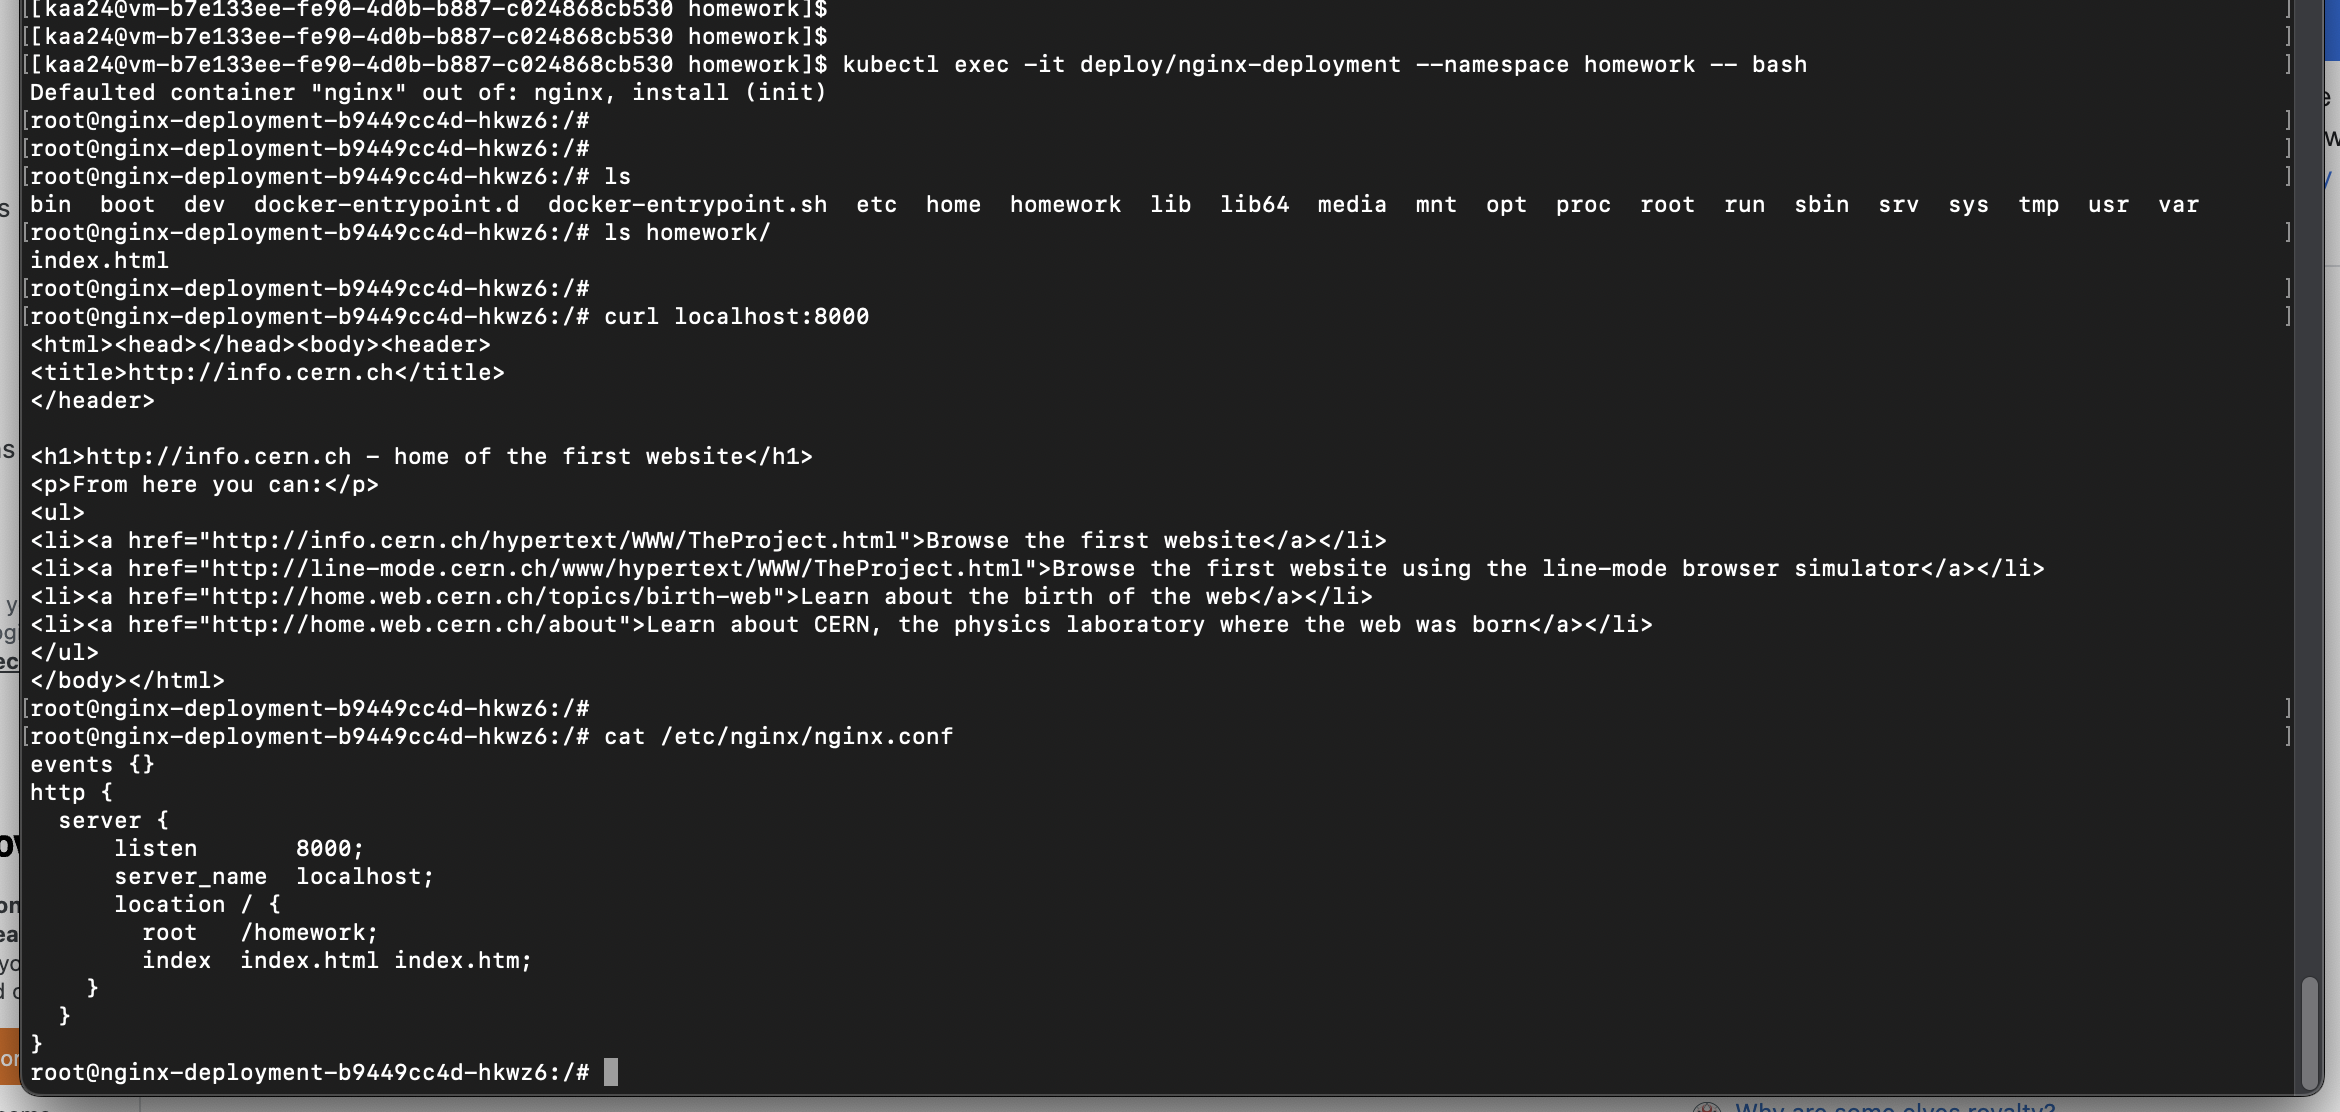 [[kaa24@vm-b7e133ee-fe90-4d0b-b887-c024868cb530 homework]$ ]
[[kaa24@vm-b7e133ee-fe90-4d0b-b887-c024868cb530 homework]$ ]
[[kaa24@vm-b7e133ee-fe90-4d0b-b887-c024868cb530 homework]$ kubectl exec -it deploy/nginx-deployment --namespace homework -- bash ]
Defaulted container "nginx" out of: nginx, install (init)
[root@nginx-deployment-b9449cc4d-hkwz6:/# ]
[root@nginx-deployment-b9449cc4d-hkwz6:/# ]
[root@nginx-deployment-b9449cc4d-hkwz6:/# ls ]
bin  boot  dev  docker-entrypoint.d  docker-entrypoint.sh  etc  home  homework  lib  lib64  media  mnt  opt  proc  root  run  sbin  srv  sys  tmp  usr  var
[root@nginx-deployment-b9449cc4d-hkwz6:/# ls homework/ ]
index.html
[root@nginx-deployment-b9449cc4d-hkwz6:/# ]
[root@nginx-deployment-b9449cc4d-hkwz6:/# curl localhost:8000 ]
<html><head></head><body><header>
<title>http://info.cern.ch</title>
</header>
<h1>http://info.cern.ch - home of the first website</h1>
<p>From here you can:</p>
<ul>
<li><a href="http://info.cern.ch/hypertext/WWW/TheProject.html">Browse the first website</a></li>
<li><a href="http://line-mode.cern.ch/www/hypertext/WWW/TheProject.html">Browse the first website using the line-mode browser simulator</a></li>
<li><a href="http://home.web.cern.ch/topics/birth-web">Learn about the birth of the web</a></li>
<li><a href="http://home.web.cern.ch/about">Learn about CERN, the physics laboratory where the web was born</a></li>
</ul>
</body></html>
[root@nginx-deployment-b9449cc4d-hkwz6:/# ]
[root@nginx-deployment-b9449cc4d-hkwz6:/# cat /etc/nginx/nginx.conf ]
events {}
http {
  server {
      listen       8000;
      server_name  localhost;
      location / {
        root   /homework;
        index  index.html index.htm;
    }
  }
}
root@nginx-deployment-b9449cc4d-hkwz6:/#